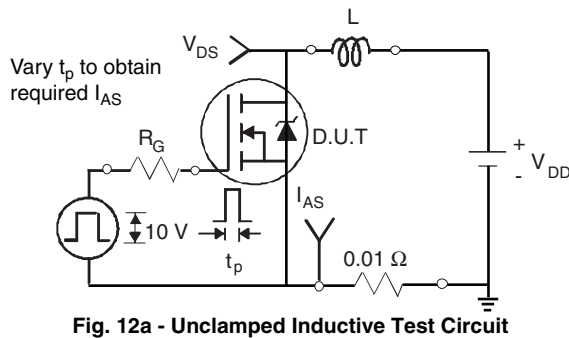 L
V_DS
Vary t_p to obtain
required I_AS
R_G
D.U.T
+
V_DD
-
I_AS
10 V
t_p
0.01 Ω
Fig. 12a - Unclamped Inductive Test Circuit